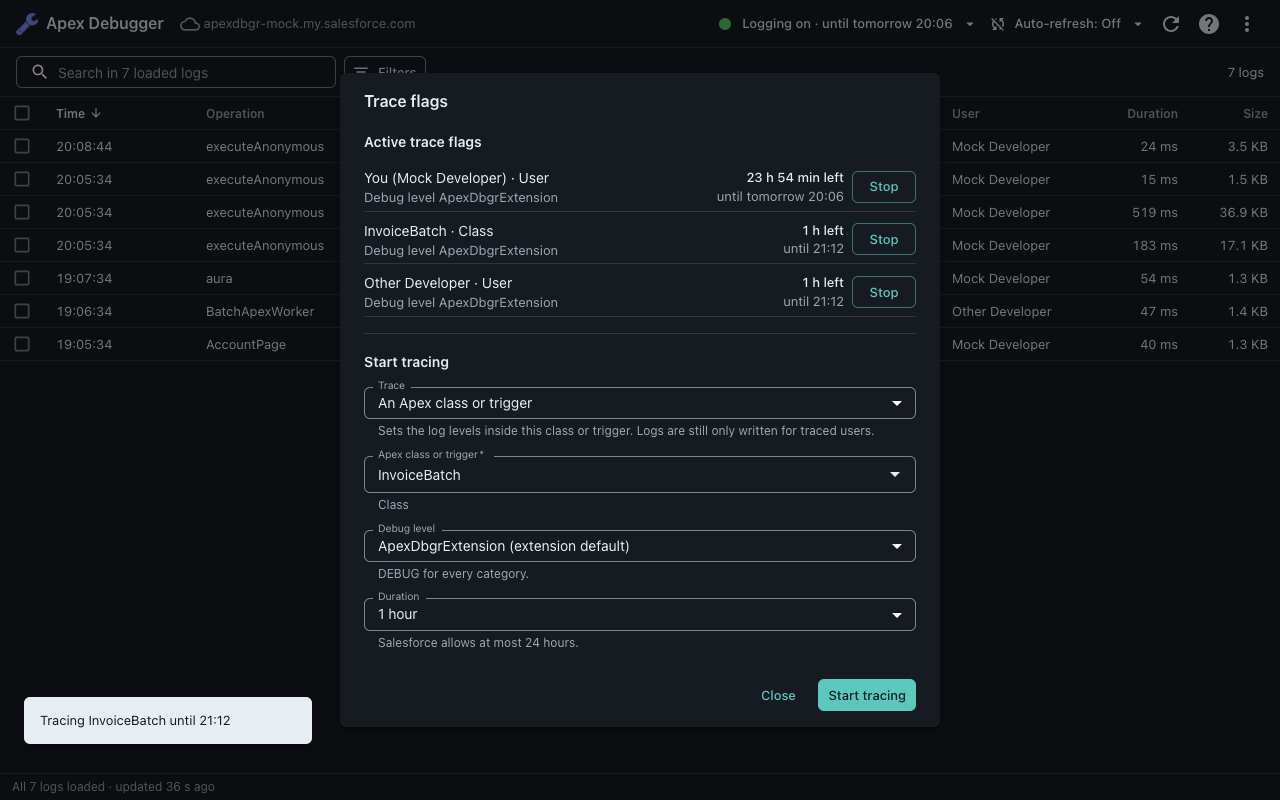 Apex Debugger
apexdbgr-mock.my.salesforce.com
Logging on · until tomorrow 20:06
Auto-refresh: Off
Search in 7 loaded logs
Filters
7 logs
Time
Operation
User
Duration
Size
20:08:44 executeAnonymous Mock Developer 24 ms 3.5 KB
20:05:34 executeAnonymous Mock Developer 15 ms 1.5 KB
20:05:34 executeAnonymous Mock Developer 519 ms 36.9 KB
20:05:34 executeAnonymous Mock Developer 183 ms 17.1 KB
19:07:34 aura Mock Developer 54 ms 1.3 KB
19:06:34 BatchApexWorker Other Developer 47 ms 1.4 KB
19:05:34 AccountPage Mock Developer 40 ms 1.3 KB
Trace flags
Active trace flags
You (Mock Developer) · User
Debug level ApexDbgrExtension
23 h 54 min left
until tomorrow 20:06
Stop
InvoiceBatch · Class
Debug level ApexDbgrExtension
1 h left
until 21:12
Stop
Other Developer · User
Debug level ApexDbgrExtension
1 h left
until 21:12
Stop
Start tracing
Trace
An Apex class or trigger
Sets the log levels inside this class or trigger. Logs are still only written for traced users.
Apex class or trigger *
InvoiceBatch
Class
Debug level
ApexDbgrExtension (extension default)
DEBUG for every category.
Duration
1 hour
Salesforce allows at most 24 hours.
Close
Start tracing
Tracing InvoiceBatch until 21:12
All 7 logs loaded · updated 36 s ago